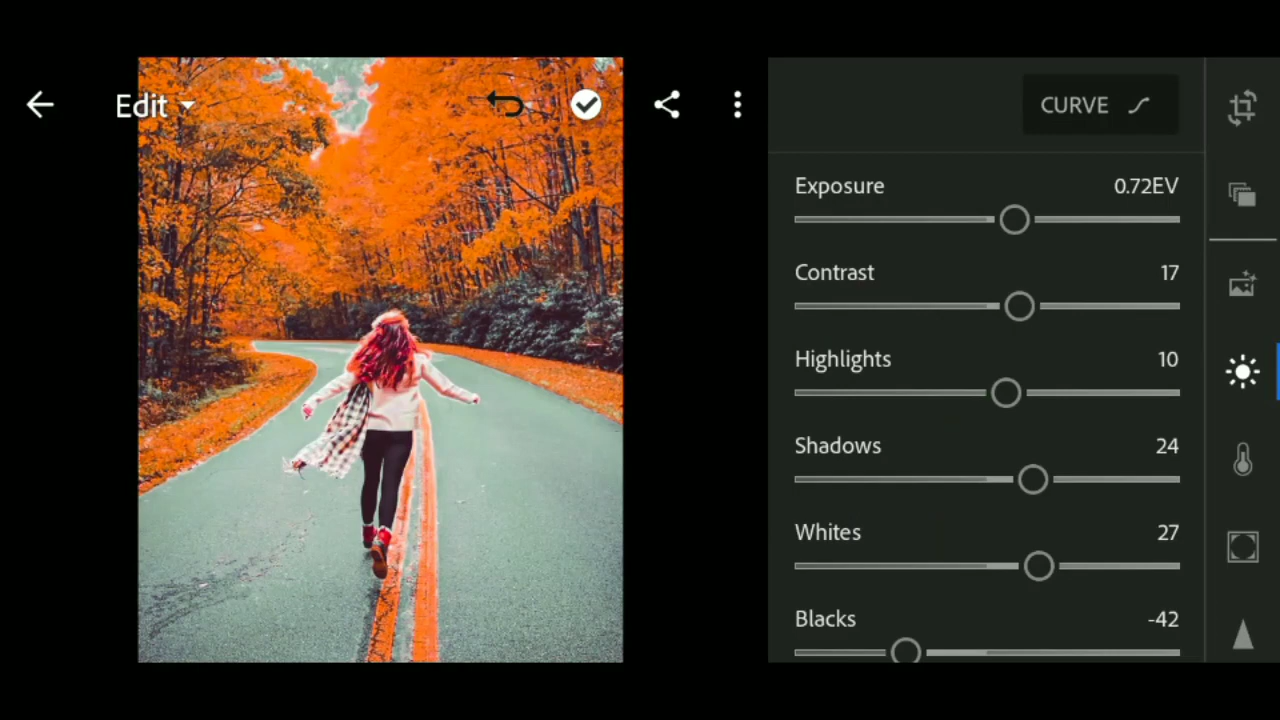 Edit
CURVE
Exposure 0.72EV
Contrast 17
Highlights 10
Shadows 24
Whites 27
Blacks -42